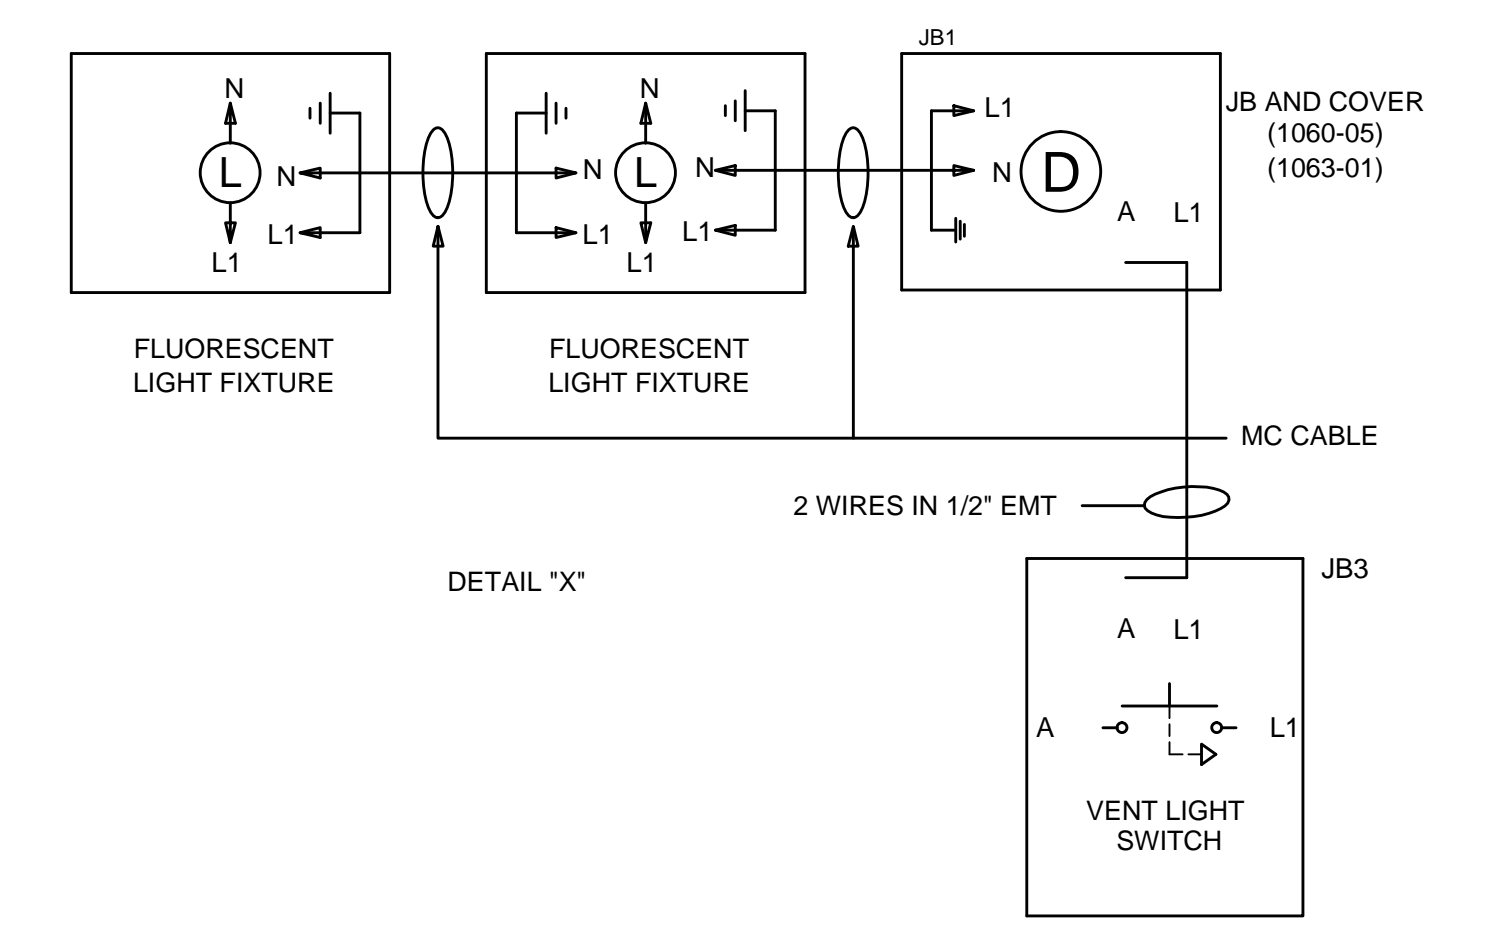 JB1
N
N
L1
L
N
L1
N
L1
FLUORESCENT
LIGHT FIXTURE
N
L
N
L1
N
L1
L1
FLUORESCENT
LIGHT FIXTURE
L1
N
D
A L1
JB AND COVER
(1060-05)
(1063-01)
MC CABLE
2 WIRES IN 1/2" EMT
DETAIL "X"
JB3
A L1
A
L1
VENT LIGHT
SWITCH